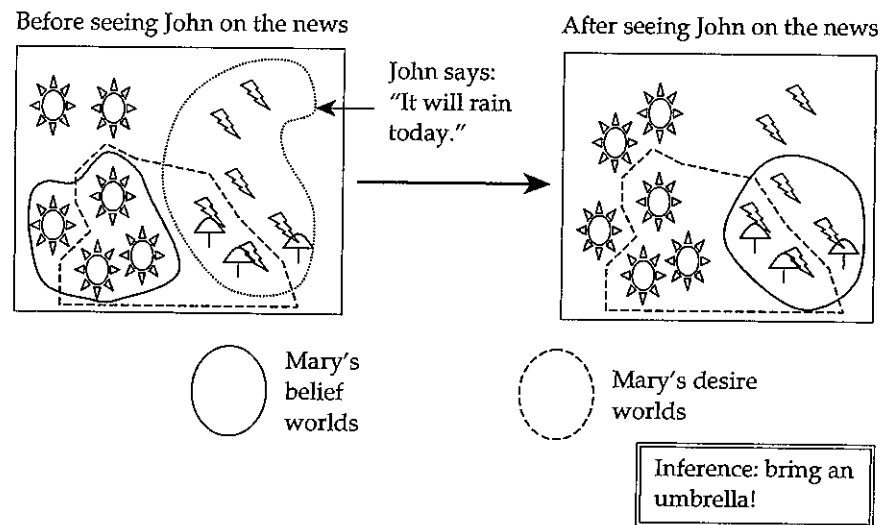 Before seeing John on the news
After seeing John on the news
John says:
"It will rain
today."
Mary's
belief
worlds
Mary's desire
worlds
Inference: bring an
umbrella!